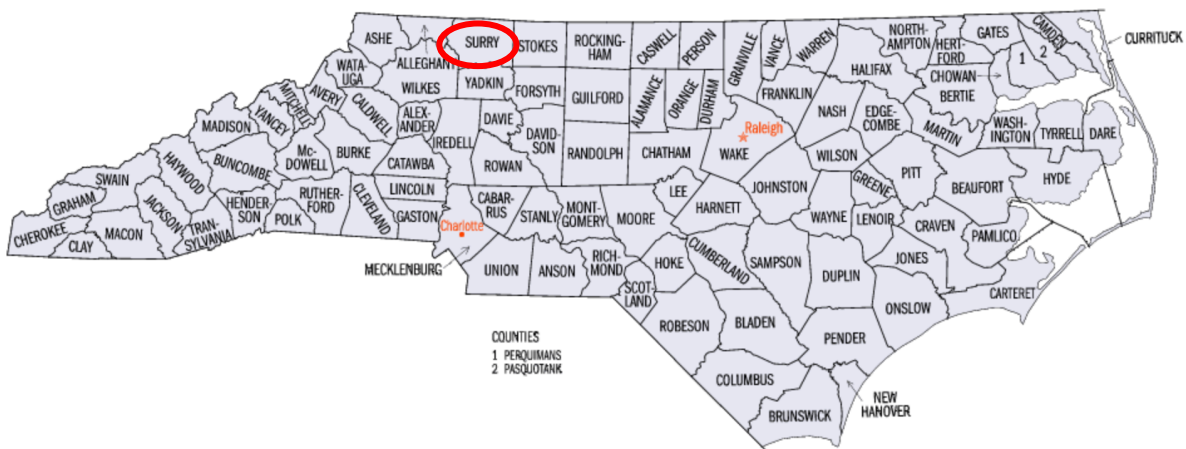 ASHE
ALLEGHANY
SURRY
STOKES
ROCKING-
HAM
CASWELL
PERSON
GRANVILLE
VANCE
WARREN
NORTH-
AMPTON
HERT-
FORD
GATES
CAMDEN
CURRITUCK
1
2
WATA-
UGA
WILKES
YADKIN
FORSYTH
GUILFORD
ALAMANCE
ORANGE
DURHAM
FRANKLIN
HALIFAX
CHOWAN
BERTIE
MITCHELL
AVERY
CALDWELL
ALEX-
ANDER
IREDELL
DAVIE
DAVID-
SON
RANDOLPH
CHATHAM
Raleigh
WAKE
NASH
EDGE-
COMBE
MARTIN
WASH-
INGTON
TYRRELL
DARE
MADISON
YANCEY
Mc-
DOWELL
BURKE
CATAWBA
ROWAN
WILSON
PITT
BEAUFORT
HYDE
SWAIN
HAYWOOD
BUNCOMBE
RUTHER-
FORD
CLEVELAND
LINCOLN
GASTON
CABAR-
RUS
STANLY
MONT-
GOMERY
MOORE
LEE
HARNETT
JOHNSTON
GREENE
WAYNE
LENOIR
CRAVEN
PAMLICO
GRAHAM
CHEROKEE
CLAY
MACON
JACKSON
TRAN-
SYLVANIA
HENDER-
SON
POLK
Charlotte
MECKLENBURG
UNION
ANSON
RICH-
MOND
SCOT-
LAND
HOKE
CUMBERLAND
SAMPSON
DUPLIN
JONES
ONSLOW
CARTERET
ROBESON
BLADEN
PENDER
COLUMBUS
BRUNSWICK
NEW
HANOVER
COUNTIES
1 PERQUIMANS
2 PASQUOTANK